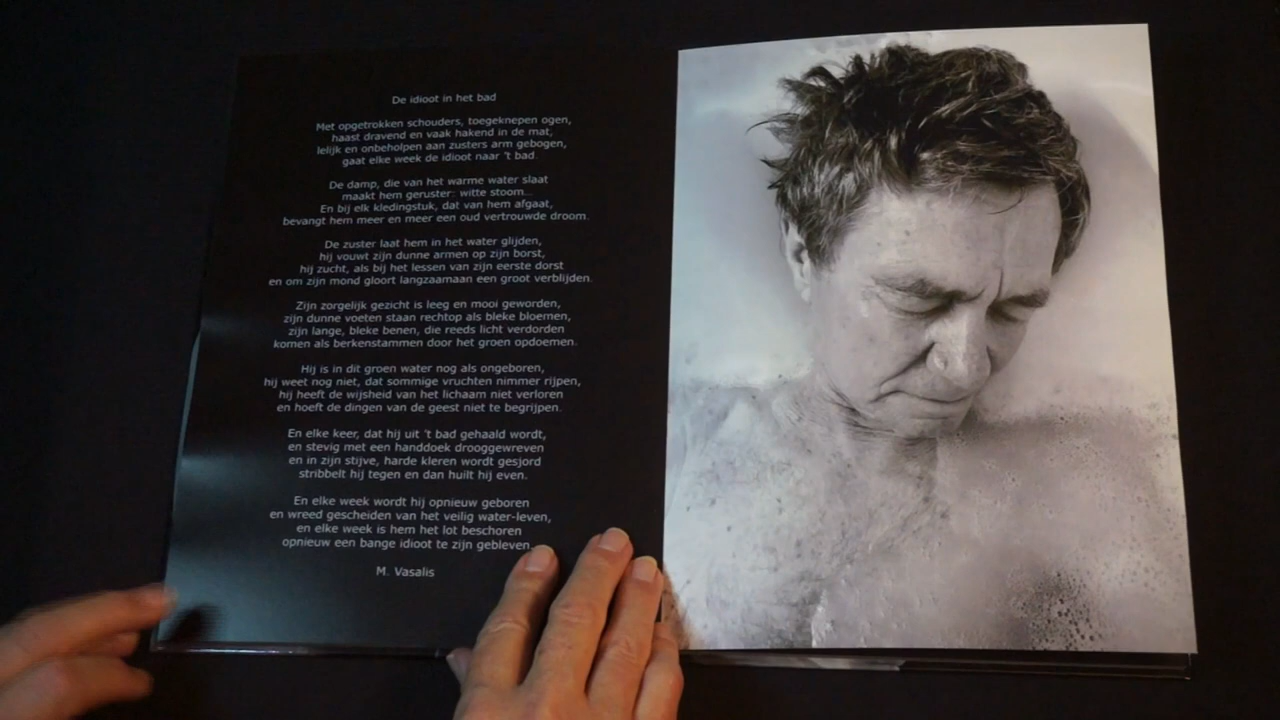 De idioot in het bad
Met opgetrokken schouders, toegeknepen ogen,
haast dravend en vaak hakend in de mat,
lelijk en onbeholpen aan zusters arm gebogen,
gaat elke week de idioot naar 't bad.
De damp, die van het warme water slaat
maakt hem geruster: witte stoom...
En bij elk kledingstuk, dat van hem afgaat,
bevangt hem meer en meer een oud vertrouwde droom.
De zuster laat hem in het water glijden,
hij vouwt zijn dunne armen op zijn borst,
hij zucht, als bij het lessen van zijn eerste dorst
en om zijn mond gloort langzaamaan een groot verblijden.
Zijn zorgelijk gezicht is leeg en mooi geworden,
zijn dunne voeten staan rechtop als bleke bloemen,
zijn lange, bleke benen, die reeds licht verdorden
komen als berkenstammen door het groen opdoemen.
Hij is in dit groen water nog als ongeboren,
hij weet nog niet, dat sommige vruchten nimmer rijpen,
hij heeft de wijsheid van het lichaam niet verloren
en hoeft de dingen van de geest niet te begrijpen.
En elke keer, dat hij uit 't bad gehaald wordt,
en stevig met een handdoek drooggewreven
en in zijn stijve, harde kleren wordt gesjord
stribbelt hij tegen en dan huilt hij even.
En elke week wordt hij opnieuw geboren
en wreed gescheiden van het veilig water-leven,
en elke week is hem het lot beschoren
opnieuw een bange idioot te zijn gebleven.
M. Vasalis